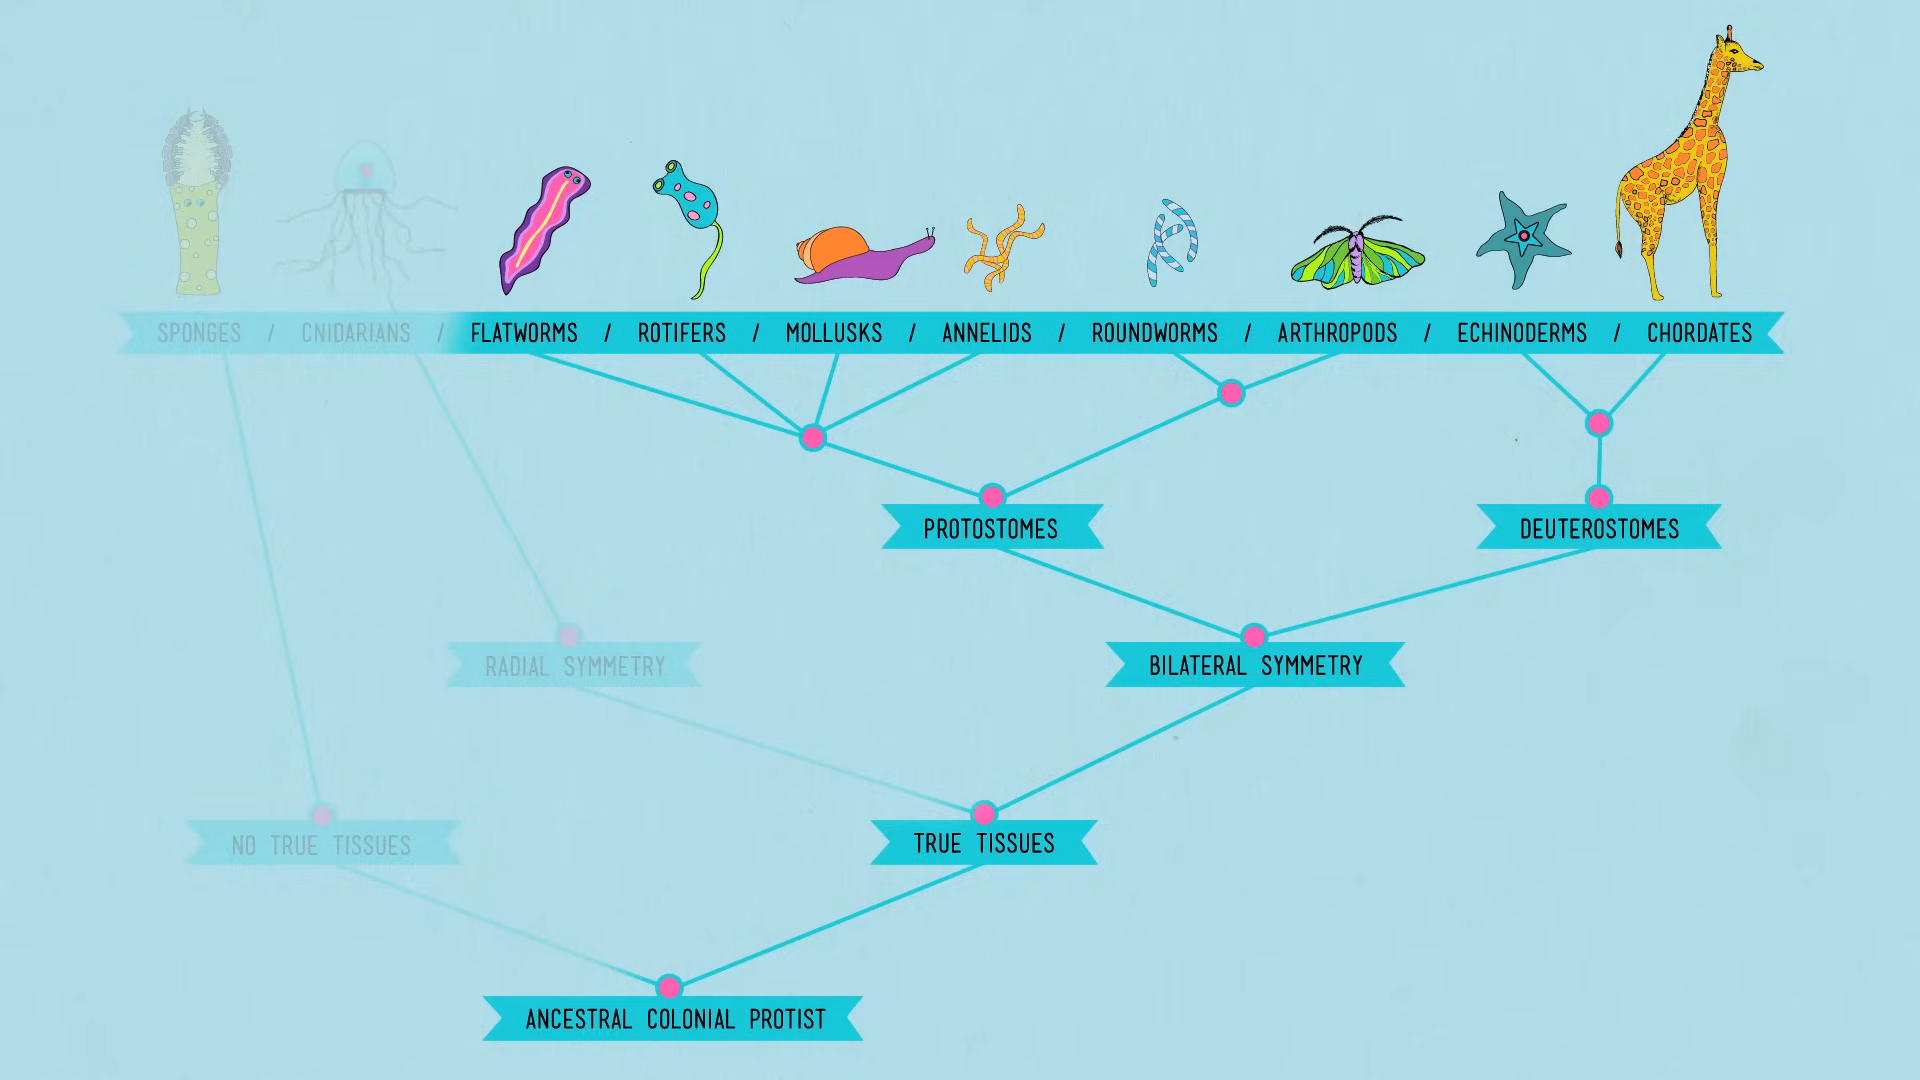 SPONGES / CNIDARIANS / FLATWORMS / ROTIFERS / MOLLUSKS / ANNELIDS / ROUNDWORMS / ARTHROPODS / ECHINODERMS / CHORDATES
PROTOSTOMES
DEUTEROSTOMES
RADIAL SYMMETRY
BILATERAL SYMMETRY
NO TRUE TISSUES
TRUE TISSUES
ANCESTRAL COLONIAL PROTIST